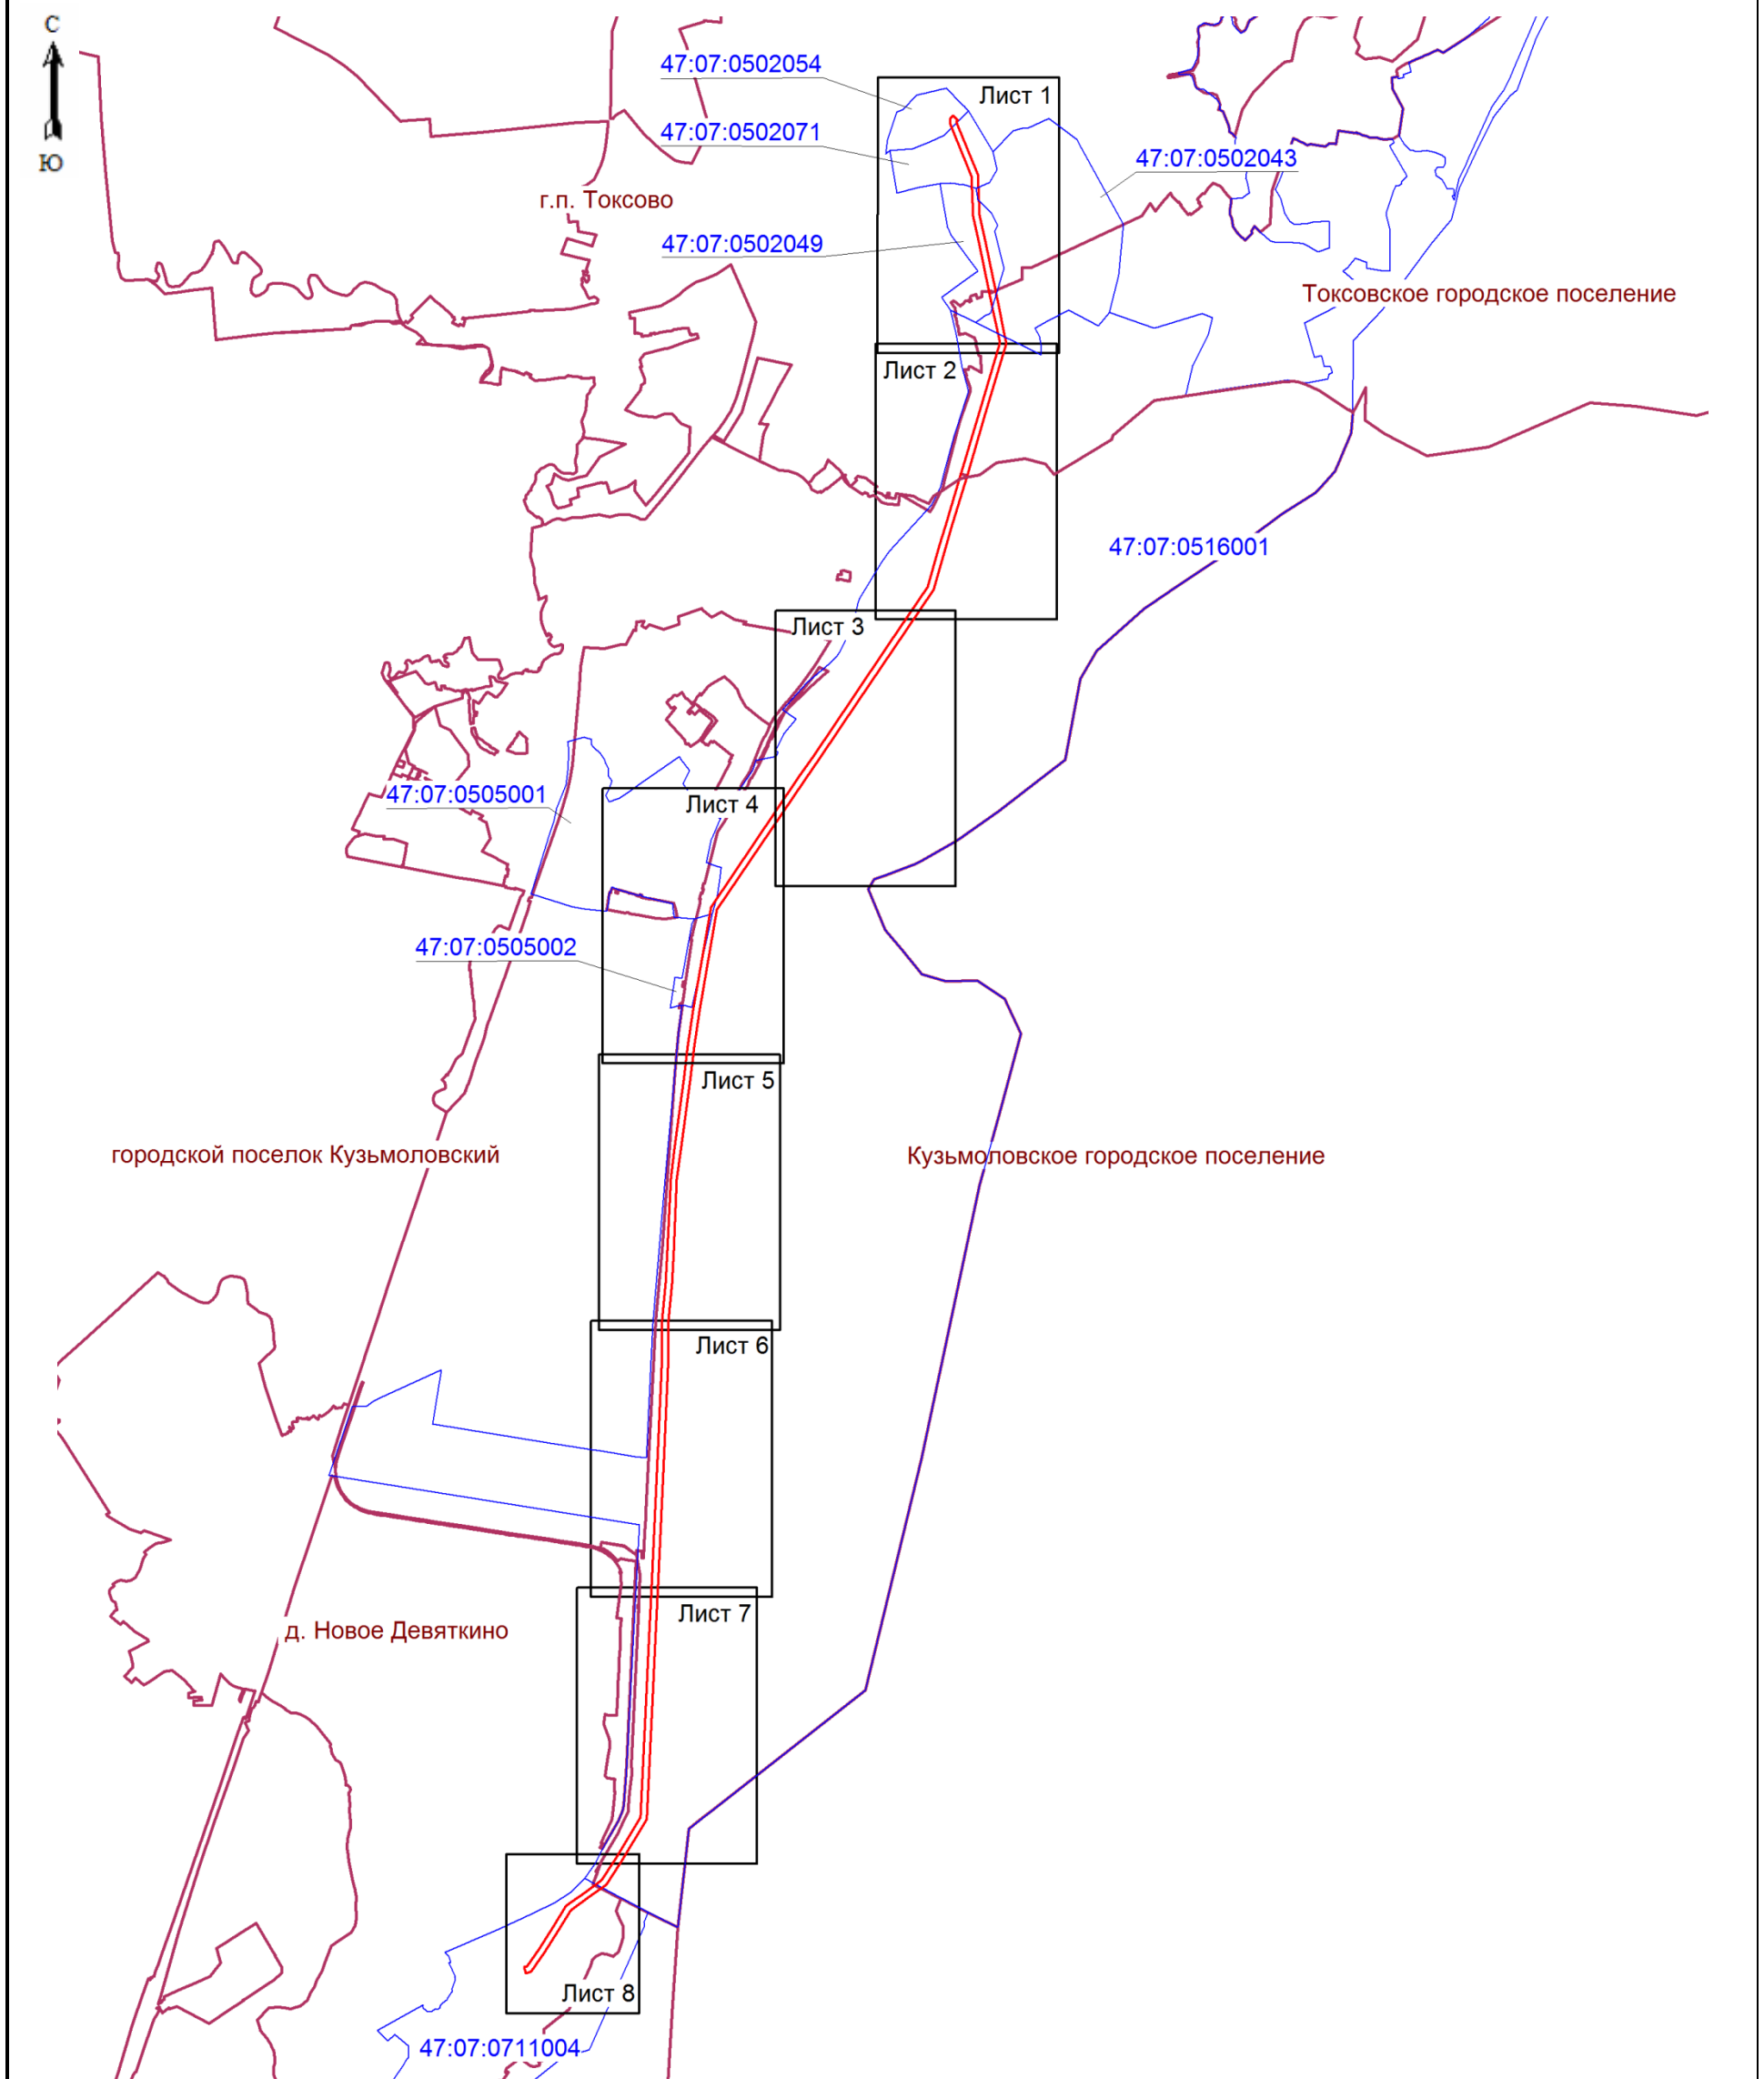 С
Ю
47:07:0502054
Лист 1
47:07:0502071
47:07:0502043
г.п. Токсово
47:07:0502049
Токсовское городское поселение
Лист 2
47:07:0516001
Лист 3
47:07:0505001
Лист 4
47:07:0505002
Лист 5
городской поселок Кузьмоловский
Кузьмоловское городское поселение
Лист 6
Лист 7
д. Новое Девяткино
Лист 8
47:07:0711004